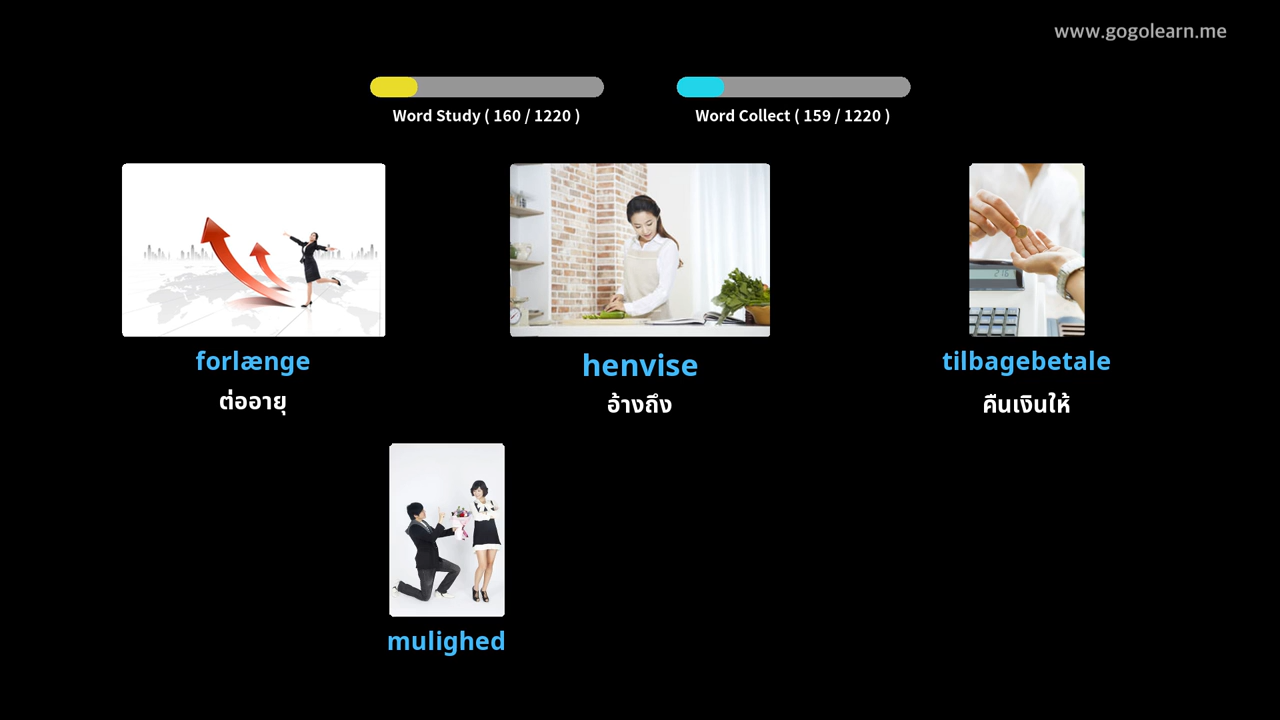 www.gogolearn.me
Word Study ( 160 / 1220 )
Word Collect ( 159 / 1220 )
forlænge
henvise
tilbagebetale
ต่ออายุ
อ้างถึง
คืนเงินให้
mulighed